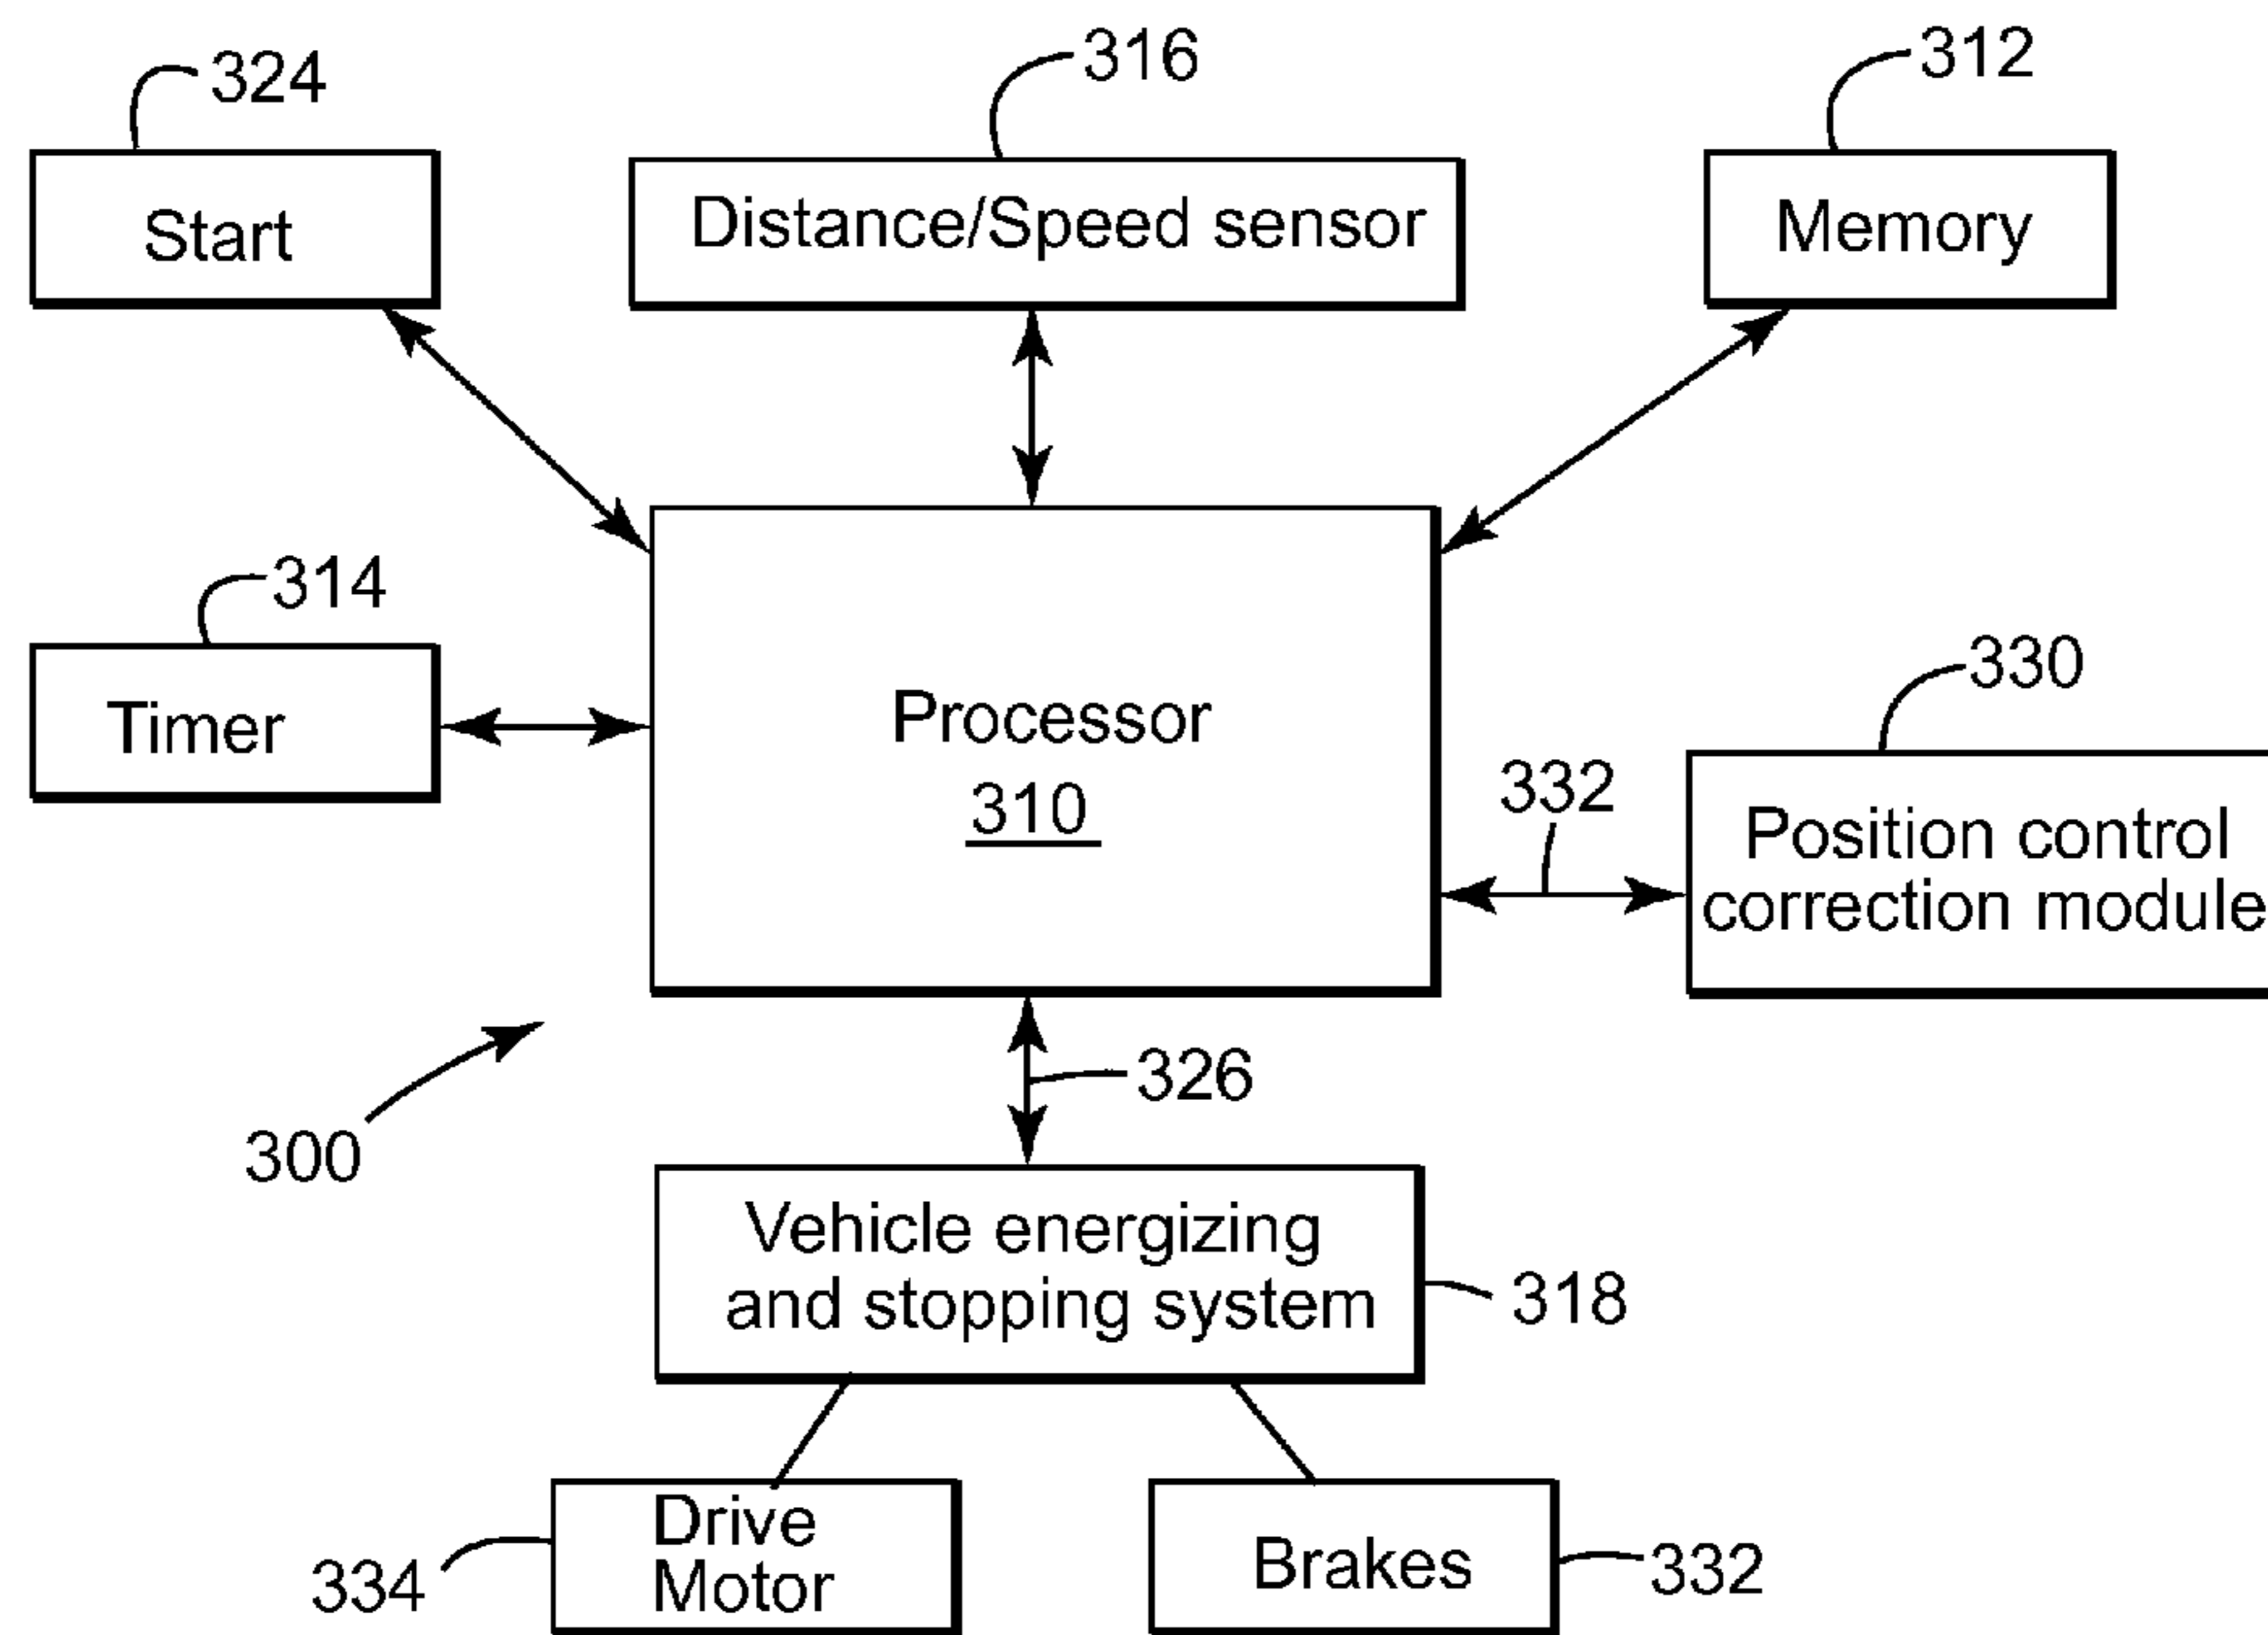 324
316
312
Start
Distance/Speed sensor
Memory
314
Timer
Processor
310
330
332
Position control
correction module
326
300
Vehicle energizing
and stopping system
318
Drive
Motor
334
Brakes
332